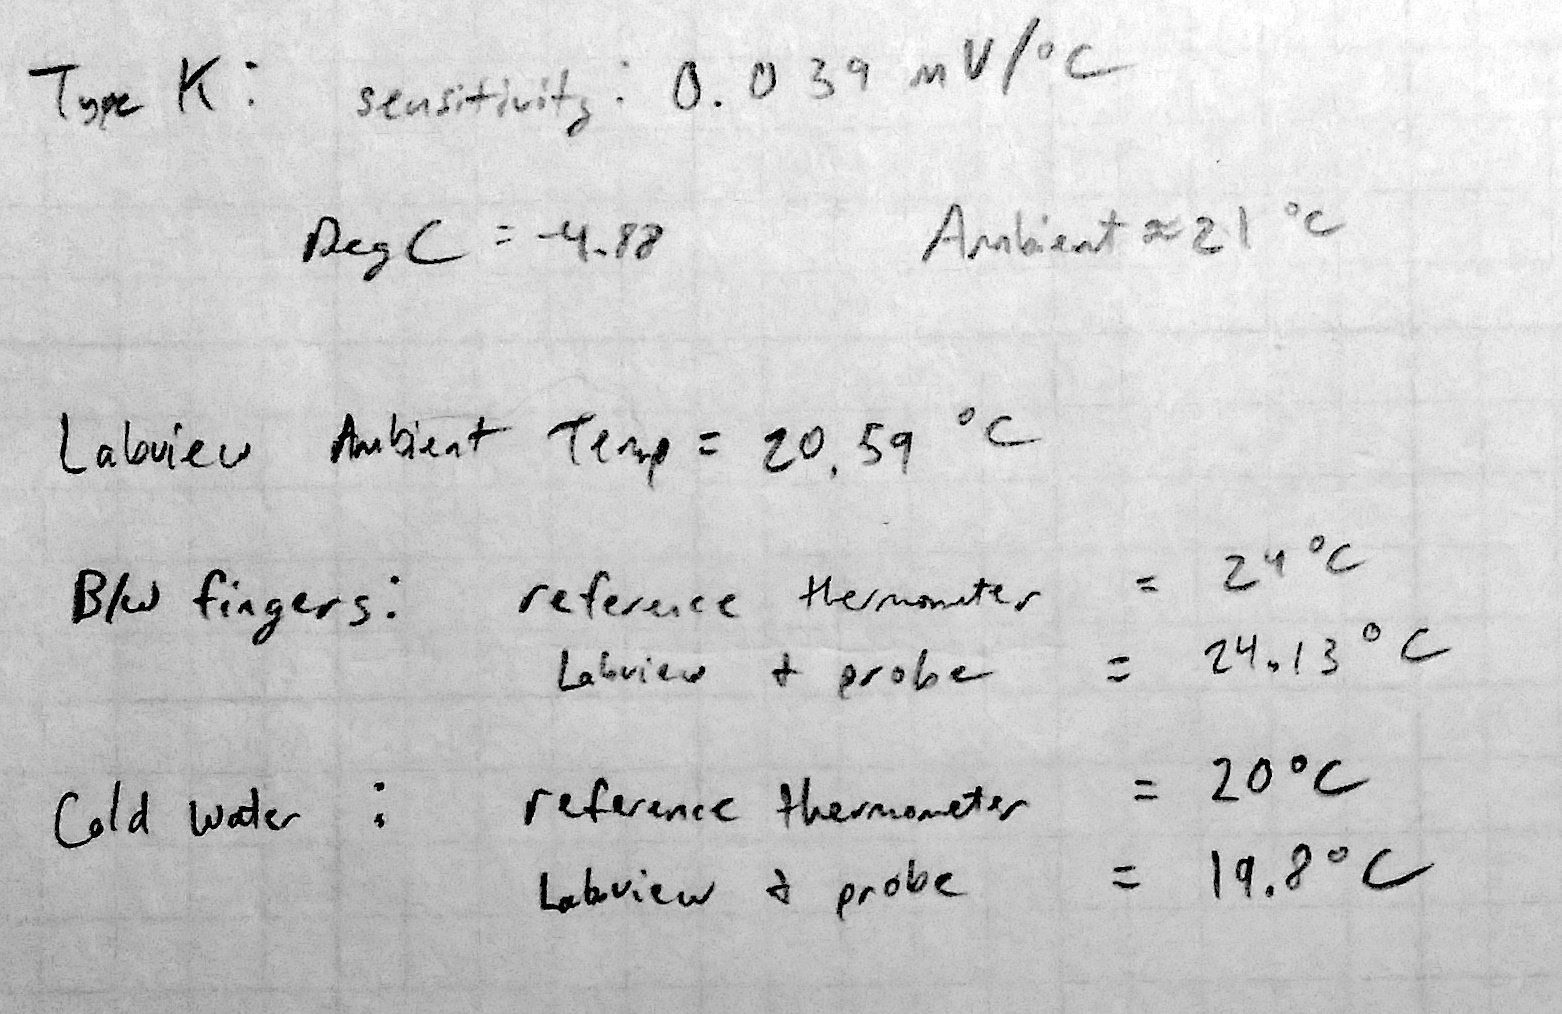 Type K: sensitivity: 0.039 mV/°C
Deg C = -4.88 Ambient ≈ 21 °C
Labview Ambient Temp = 20.59 °C
B/w fingers: reference thermometer = 24°C
Labview & probe = 24.13°C
Cold water: reference thermometer = 20°C
Labview & probe = 19.8°C